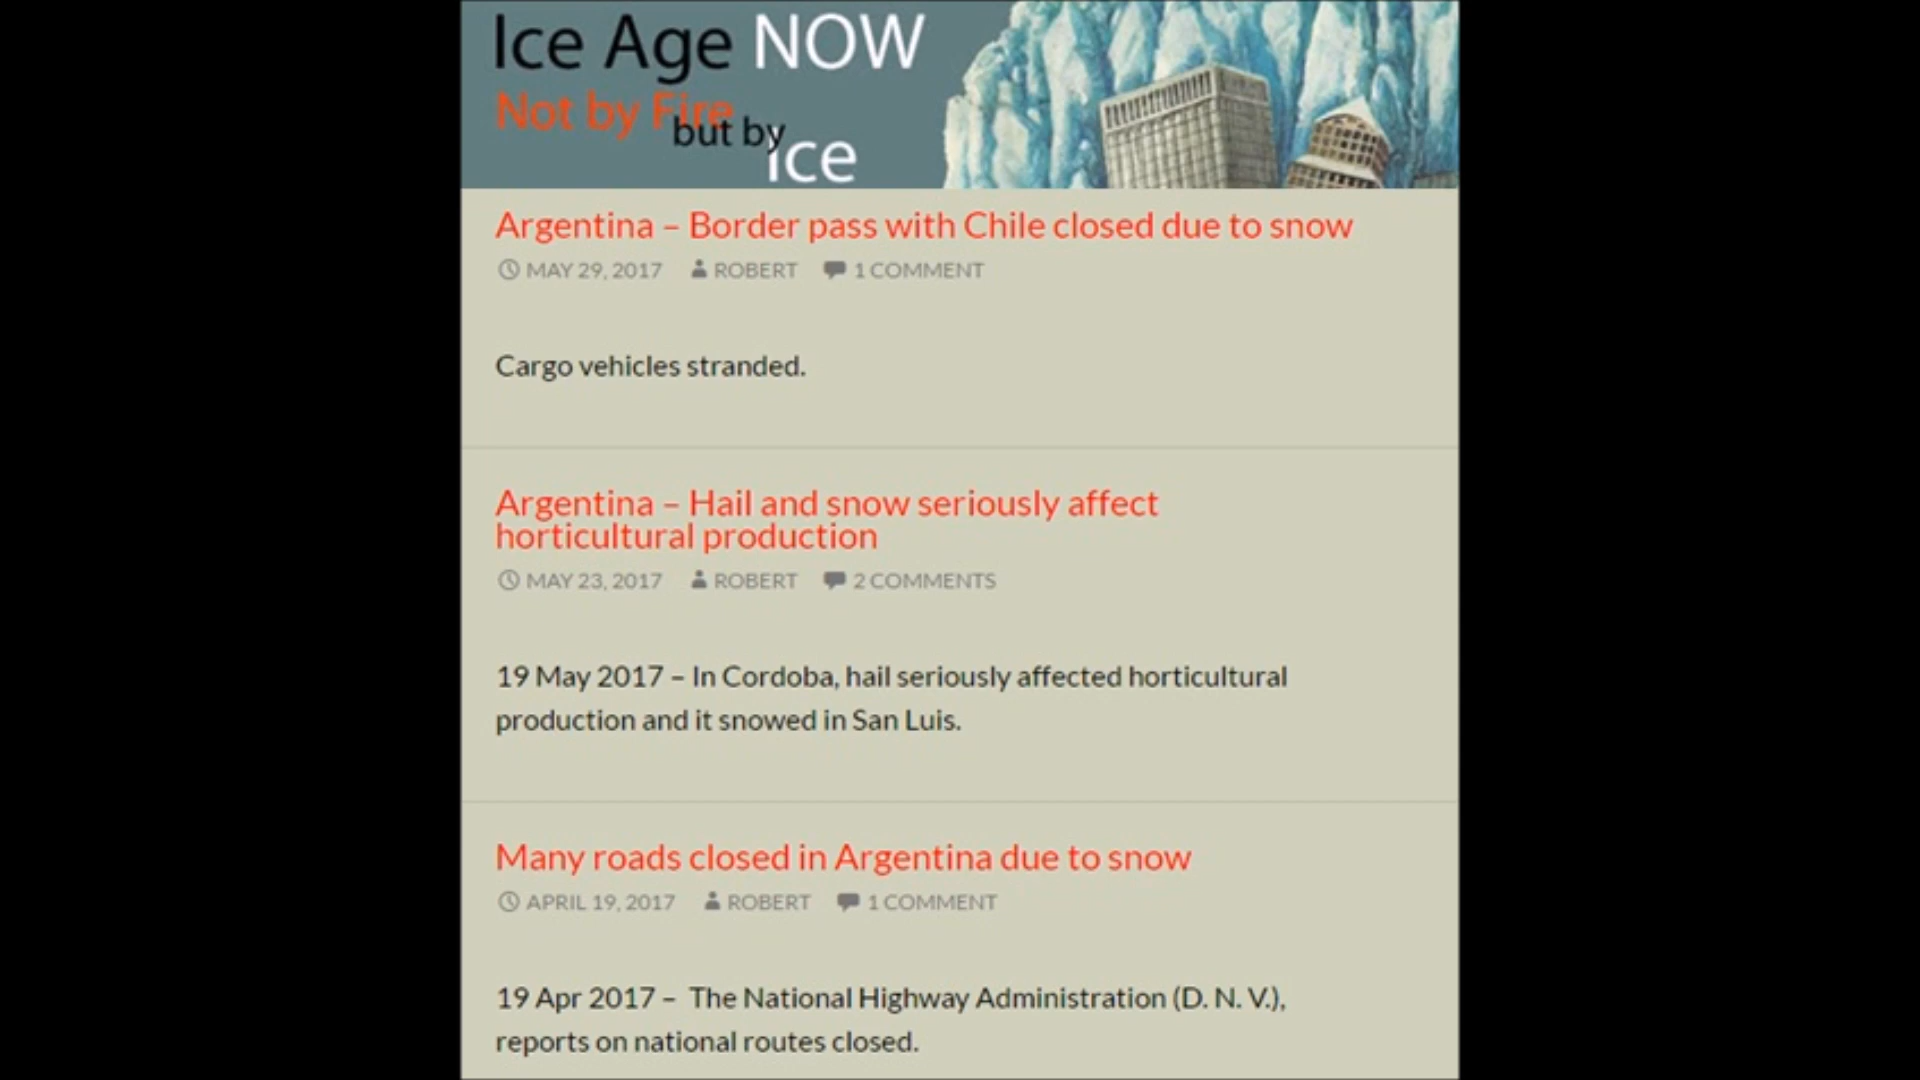 Ice Age NOW
Not by Fire
but by
ice
Argentina – Border pass with Chile closed due to snow
MAY 29, 2017 ROBERT 1 COMMENT
Cargo vehicles stranded.
Argentina – Hail and snow seriously affect
horticultural production
MAY 23, 2017 ROBERT 2 COMMENTS
19 May 2017 – In Cordoba, hail seriously affected horticultural
production and it snowed in San Luis.
Many roads closed in Argentina due to snow
APRIL 19, 2017 ROBERT 1 COMMENT
19 Apr 2017 – The National Highway Administration (D. N. V.),
reports on national routes closed.